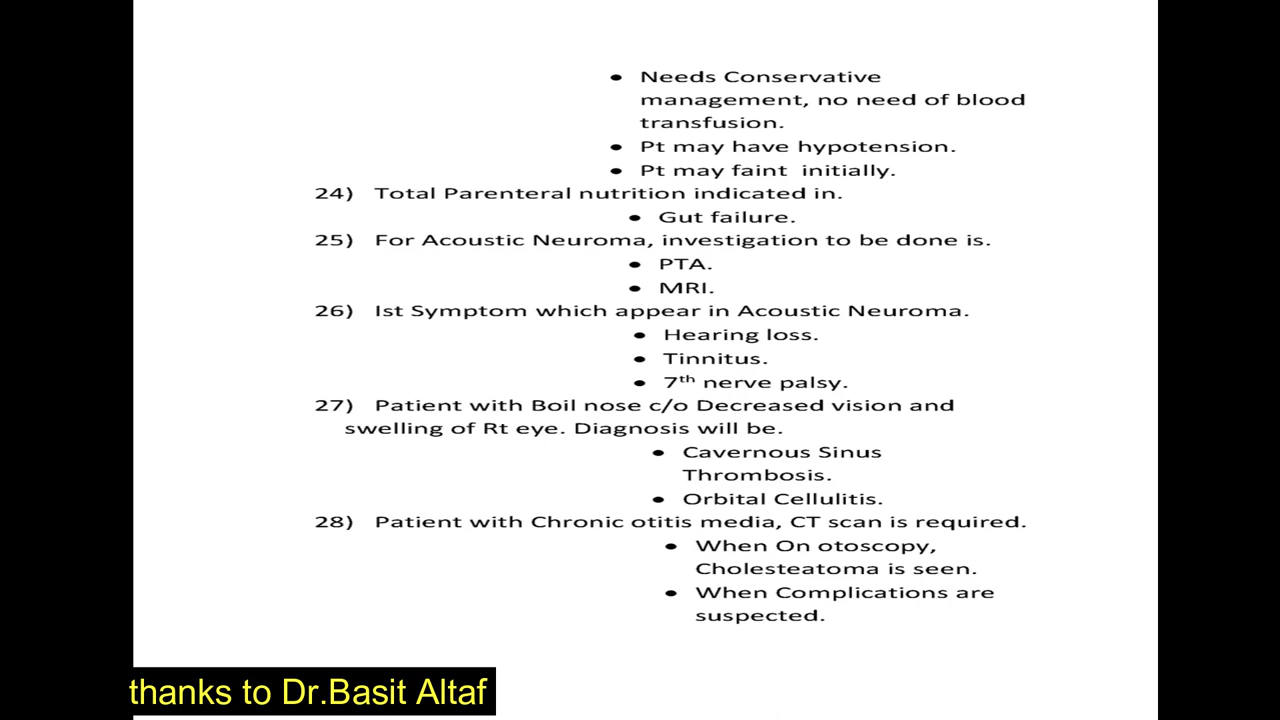 • Needs Conservative
management, no need of blood
transfusion.
• Pt may have hypotension.
• Pt may faint initially.
24) Total Parenteral nutrition indicated in.
• Gut failure.
25) For Acoustic Neuroma, investigation to be done is.
• PTA.
• MRI.
26) Ist Symptom which appear in Acoustic Neuroma.
• Hearing loss.
• Tinnitus.
• 7th nerve palsy.
27) Patient with Boil nose c/o Decreased vision and
swelling of Rt eye. Diagnosis will be.
• Cavernous Sinus
Thrombosis.
• Orbital Cellulitis.
28) Patient with Chronic otitis media, CT scan is required.
• When On otoscopy,
Cholesteatoma is seen.
• When Complications are
suspected.
thanks to Dr.Basit Altaf